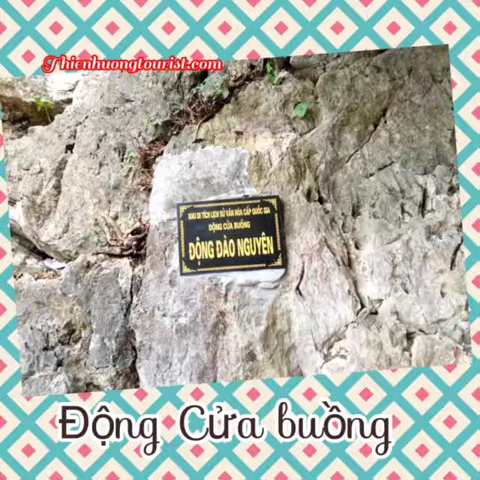 Thienhuongtourist.com
KHU DI TÍCH LỊCH SỬ VĂN HÓA CẤP QUỐC GIA
ĐỘNG CỬA BUỒNG
ĐỘNG ĐÀO NGUYÊN
Động Cửa buồng